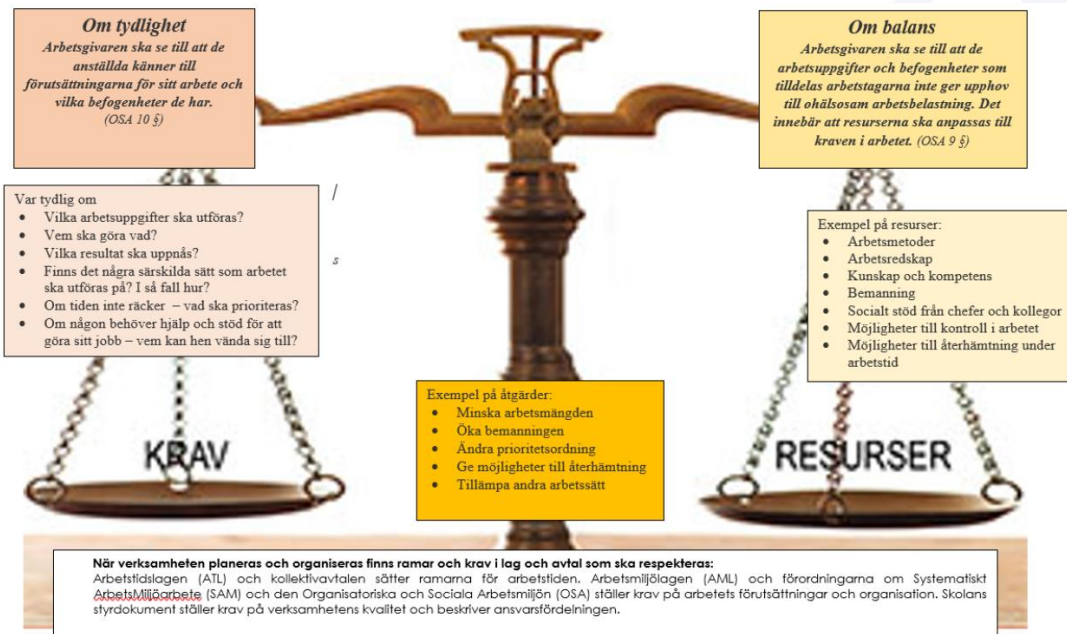 Om tydlighet
Arbetsgivaren ska se till att de
anställda känner till
förutsättningarna för sitt arbete och
vilka befogenheter de har.
(OSA 10 §)
Om balans
Arbetsgivaren ska se till att de
arbetsuppgifter och befogenheter som
tilldelas arbetstagarna inte ger upphov
till ohälsosam arbetsbelastning. Det
innebär att resurserna ska anpassas till
kraven i arbetet. (OSA 9 §)
Var tydlig om
• Vilka arbetsuppgifter ska utföras?
• Vem ska göra vad?
• Vilka resultat ska uppnås?
• Finns det några särskilda sätt som arbetet
ska utföras på? I så fall hur?
• Om tiden inte räcker – vad ska prioriteras?
• Om någon behöver hjälp och stöd för att
göra sitt jobb – vem kan hen vända sig till?
/
s
Exempel på resurser:
• Arbetsmetoder
• Arbetsredskap
• Kunskap och kompetens
• Bemanning
• Socialt stöd från chefer och kollegor
• Möjligheter till kontroll i arbetet
• Möjligheter till återhämtning under
arbetstid
Exempel på åtgärder:
• Minska arbetsmängden
• Öka bemanningen
• Ändra prioritetsordning
• Ge möjligheter till återhämtning
• Tillämpa andra arbetssätt
KRAV
RESURSER
När verksamheten planeras och organiseras finns ramar och krav i lag och avtal som ska respekteras:
Arbetstidslagen (ATL) och kollektivavtalen sätter ramarna för arbetstiden. Arbetsmiljölagen (AML) och förordningarna om Systematiskt
ArbetsMiljöarbete (SAM) och den Organisatoriska och Sociala Arbetsmiljön (OSA) ställer krav på arbetets förutsättningar och organisation. Skolans
styrdokument ställer krav på verksamhetens kvalitet och beskriver ansvarsfördelningen.